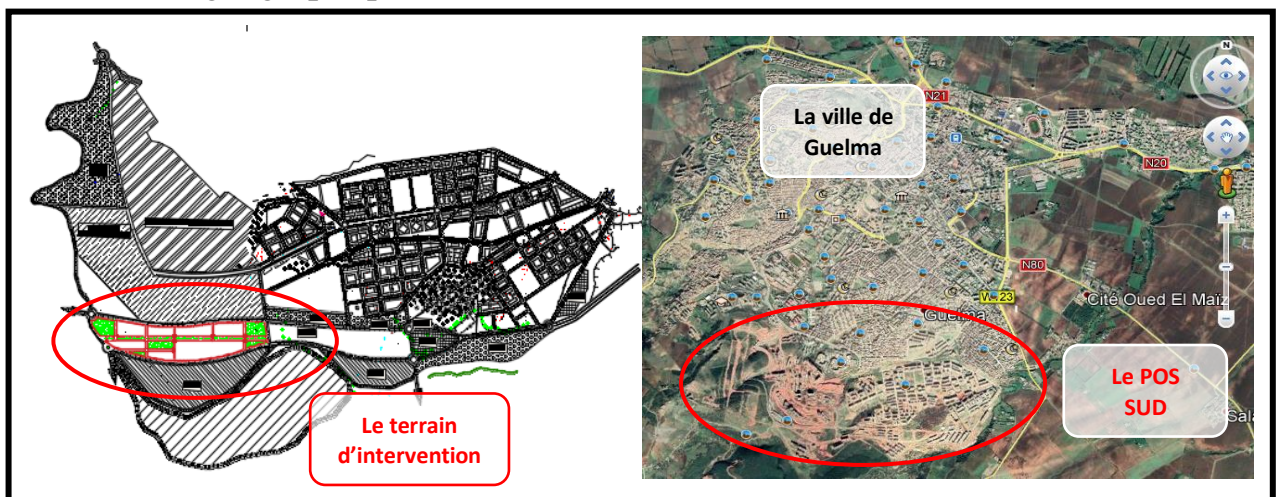 La ville de
Guelma
N21
N20
N80
W 23
Cité Oued El Maïz
Guelma
Le POS
SUD
Sala
Le terrain
d'intervention
N